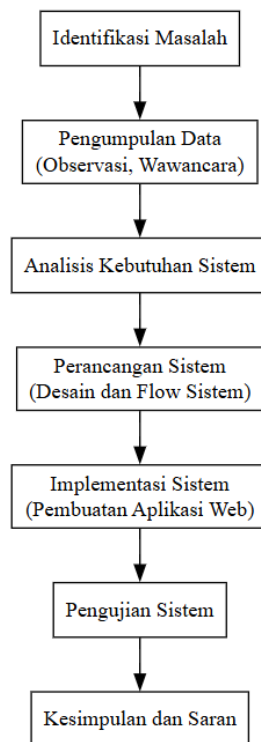 Identifikasi Masalah
Pengumpulan Data
(Observasi, Wawancara)
Analisis Kebutuhan Sistem
Perancangan Sistem
(Desain dan Flow Sistem)
Implementasi Sistem
(Pembuatan Aplikasi Web)
Pengujian Sistem
Kesimpulan dan Saran